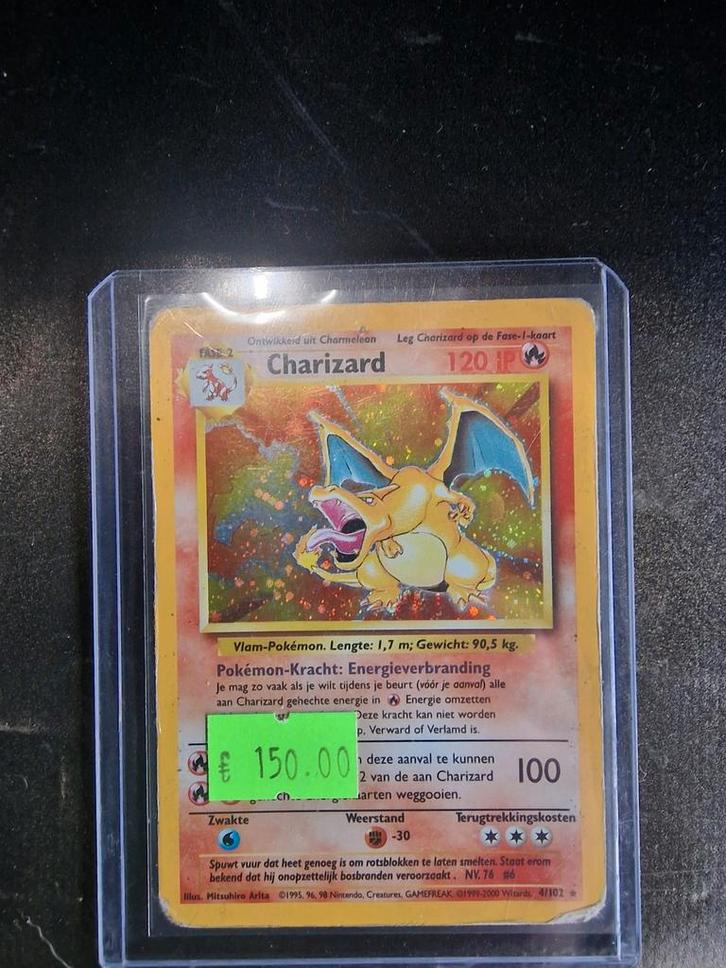 Ontwikkeld uit Charmeleon Leg Charizard op de Fase-1-kaart
FASE 2
Charizard 120 IP
Vlam-Pokémon. Lengte: 1,7 m; Gewicht: 90,5 kg.
Pokémon-Kracht: Energieverbranding
Je mag zo vaak als je wilt tijdens je beurt (vóór je aanval) alle
aan Charizard gehechte energie in Energie omzetten
Deze kracht kan niet worden
Verward of Verlamd is.
€ 150.00
deze aanval te kunnen
2 van de aan Charizard 100
weggooien.
Zwakte Weerstand Terugtrekkingskosten
-30
Spuwt vuur dat heet genoeg is om rotsblokken te laten smelten. Staat erom
bekend dat hij onopzettelijk bosbranden veroorzaakt. NV. 76 #6
Illus. Mitsuhiro Arita ©1995, 96, 98 Nintendo, Creatures, GAMEFREAK. ©1999-2000 Wizards. 4/102 ★